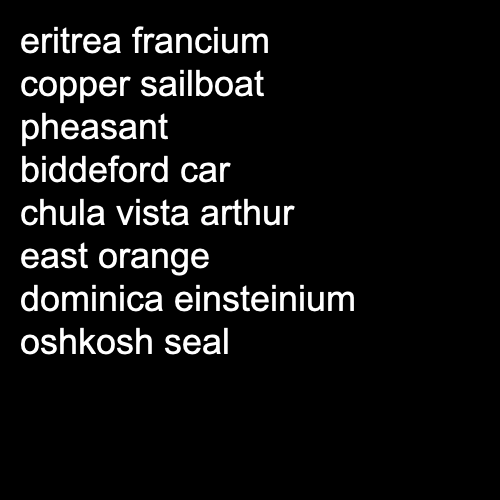 eritrea francium
copper sailboat
pheasant
biddeford car
chula vista arthur
east orange
dominica einsteinium
oshkosh seal